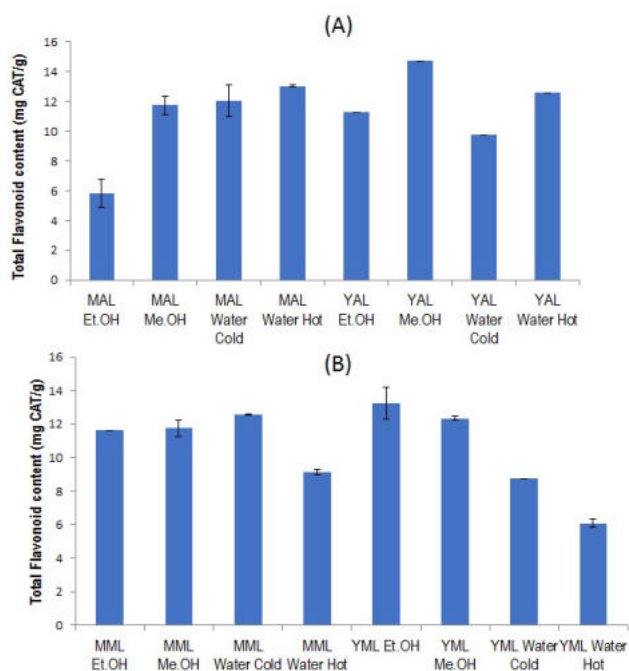 (A)
Total Flavonoid content (mg CAT/g)
16
14
12
10
8
6
4
2
0
MAL Et.OH
MAL Me.OH
MAL Water Cold
MAL Water Hot
YAL Et.OH
YAL Me.OH
YAL Water Cold
YAL Water Hot
(B)
Total Flavonoid content (mg CAT/g)
16
14
12
10
8
6
4
2
0
MML Et.OH
MML Me.OH
MML Water Cold
MML Water Hot
YML Et.OH
YML Me.OH
YML Water Cold
YML Water Hot